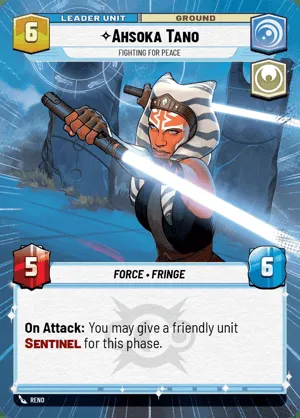 LEADER UNIT
GROUND
6
✧AHSOKA TANO
FIGHTING FOR PEACE
5
FORCE • FRINGE
6
On Attack: You may give a friendly unit
SENTINEL for this phase.
RENO